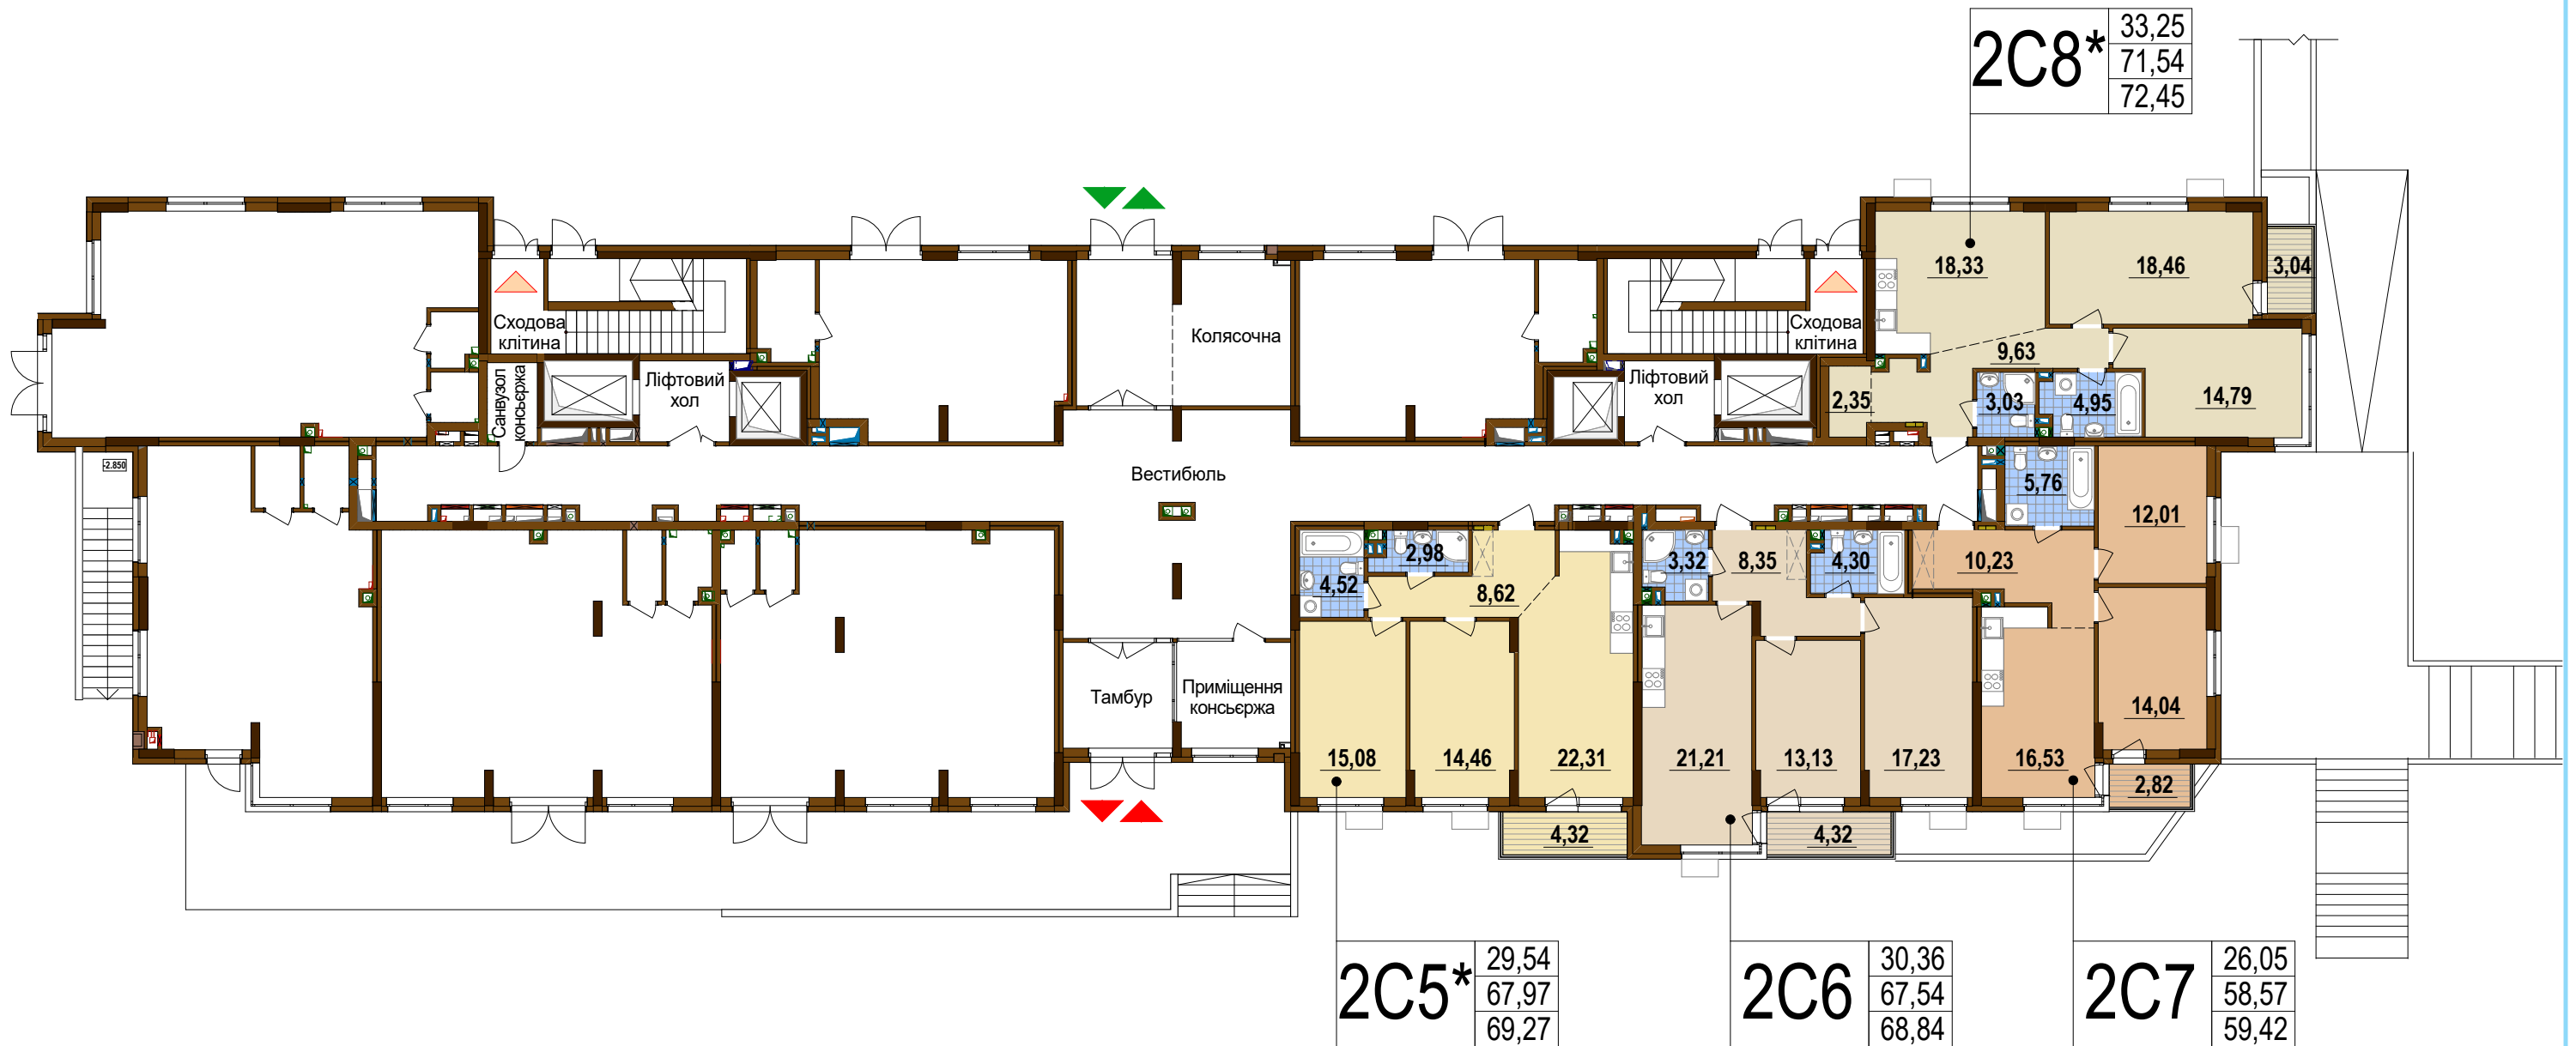 2С8*
33,25
71,54
72,45
18,33
18,46
3,04
Сходова
клітина
Колясочна
Сходова
клітина
9,63
Санвузол
консьєржа
Ліфтовий
хол
Ліфтовий
хол
2,35
3,03
4,95
14,79
-2.850
Вестибюль
5,76
12,01
2,98
3,32
8,35
4,30
10,23
4,52
8,62
Тамбур
Приміщення
консьєржа
14,04
15,08
14,46
22,31
21,21
13,13
17,23
16,53
2,82
4,32
4,32
2С5*
29,54
67,97
69,27
2С6
30,36
67,54
68,84
2С7
26,05
58,57
59,42